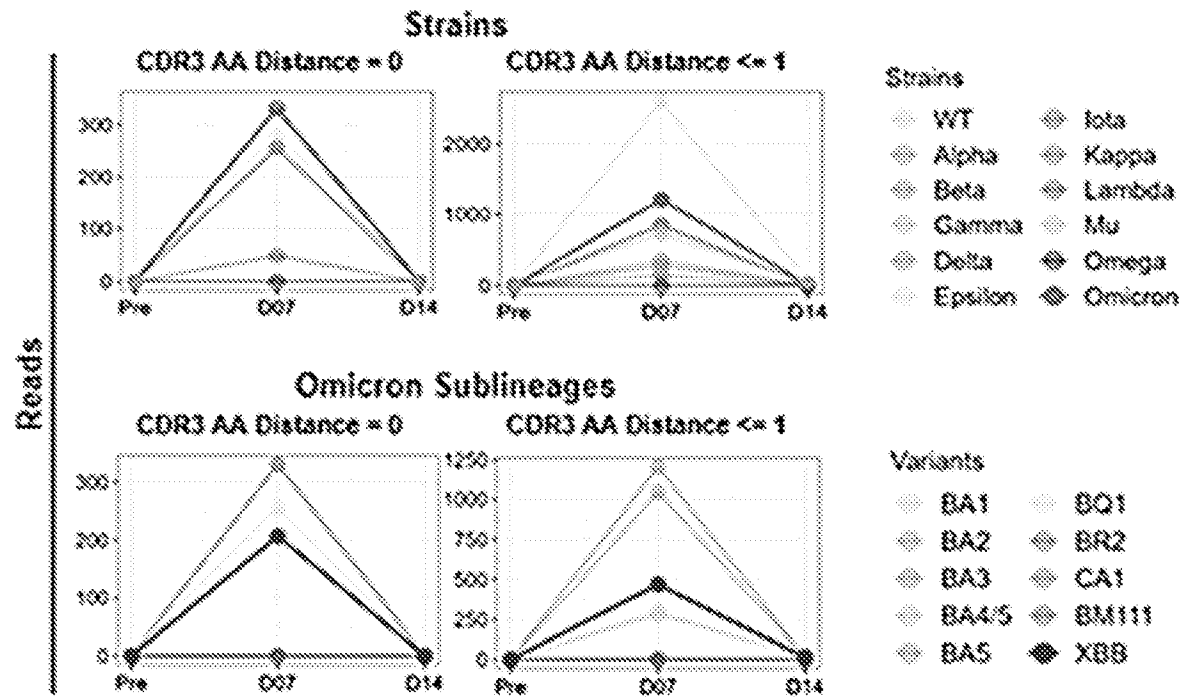 Strains
CDR3 AA Distance = 0
CDR3 AA Distance <= 1
300
200
100
0
Pre
D07
D14
2000
1000
0
Pre
D07
D14
Strains
WT
Alpha
Beta
Gamma
Delta
Epsilon
Iota
Kappa
Lambda
Mu
Omega
Omicron
Reads
Omicron Sublineages
CDR3 AA Distance = 0
CDR3 AA Distance <= 1
300
200
100
0
Pre
D07
D14
1250
1000
750
500
250
0
Pre
D07
D14
Variants
BA1
BA2
BA3
BA4/5
BA5
BQ1
BR2
CA1
BM111
XBB